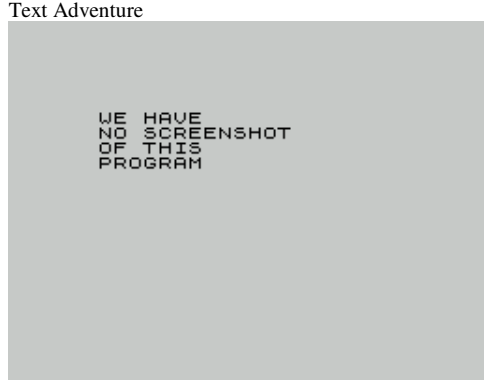 Text Adventure
WE HAVE
NO SCREENSHOT
OF THIS
PROGRAM